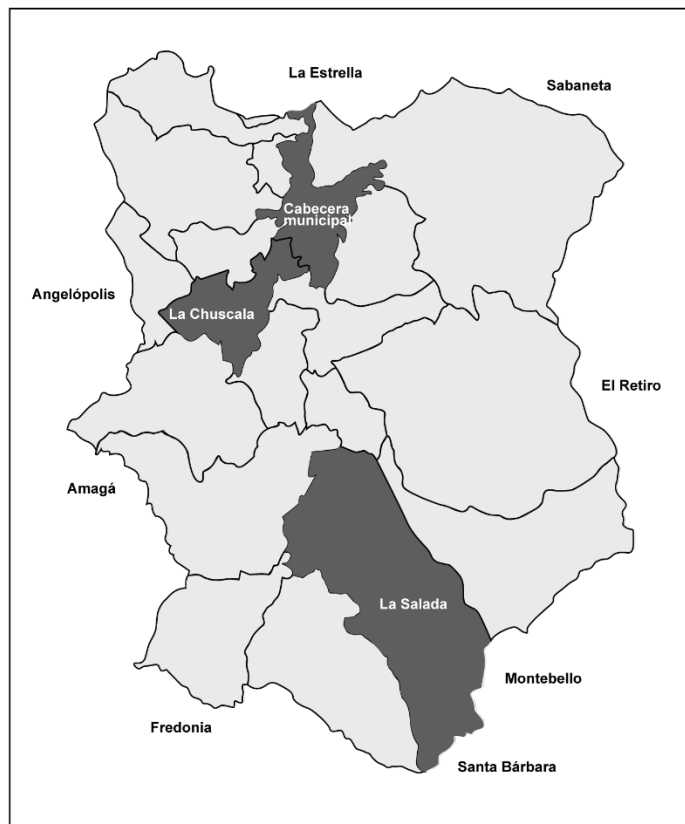 La Estrella
Sabaneta
Cabecera
municipal
Angelópolis
La Chuscala
El Retiro
Amagá
La Salada
Montebello
Fredonia
Santa Bárbara